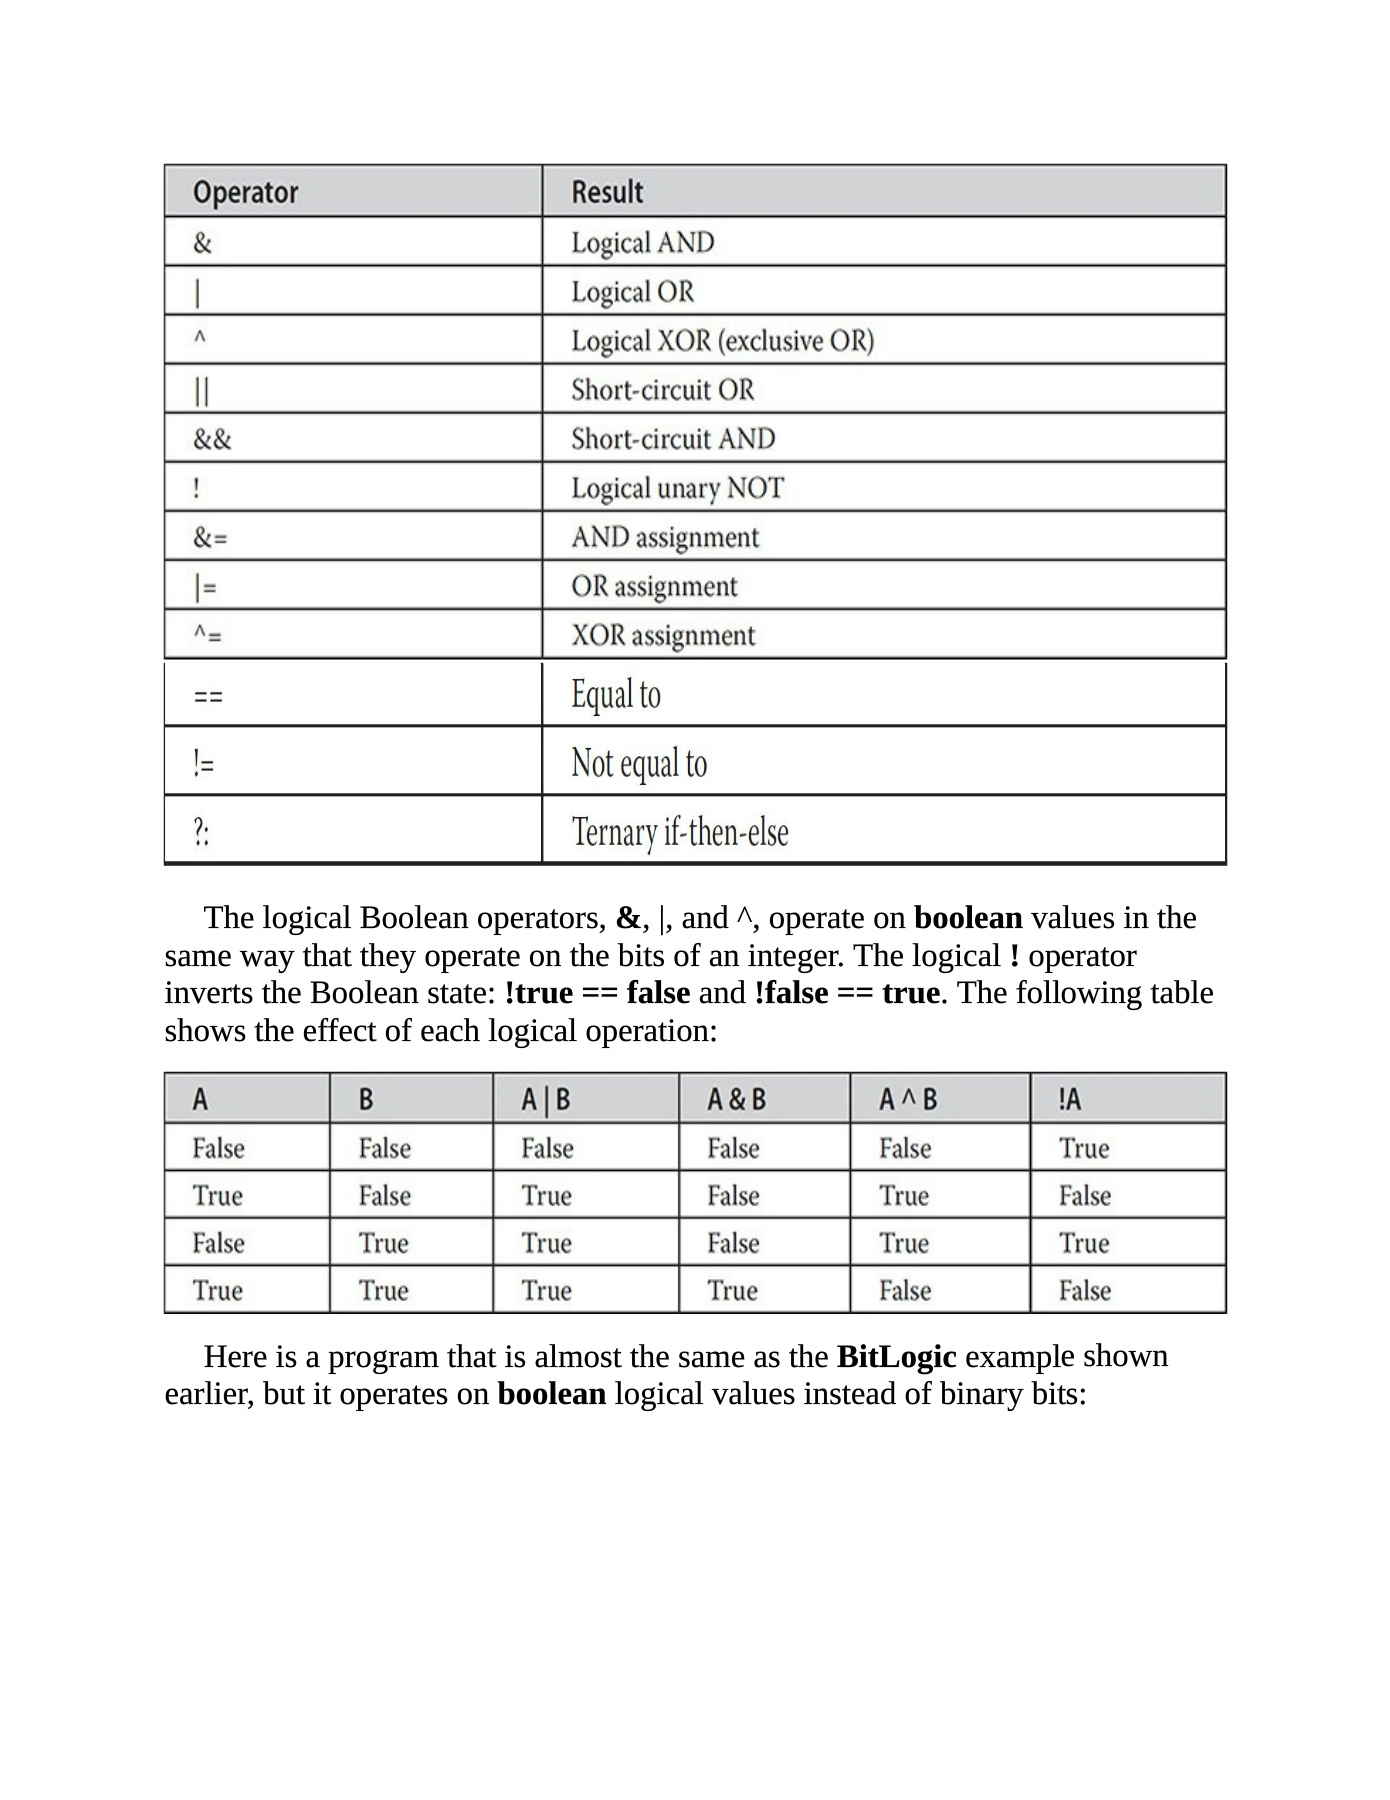 Operator Result
& Logical AND
| Logical OR
^ Logical XOR (exclusive OR)
|| Short-circuit OR
&& Short-circuit AND
! Logical unary NOT
&= AND assignment
|= OR assignment
^= XOR assignment
== Equal to
!= Not equal to
?: Ternary if-then-else
The logical Boolean operators, &, |, and ^, operate on boolean values in the
same way that they operate on the bits of an integer. The logical ! operator
inverts the Boolean state: !true == false and !false == true. The following table
shows the effect of each logical operation:
A B A | B A & B A ^ B !A
False False False False False True
True False True False True False
False True True False True True
True True True True False False
Here is a program that is almost the same as the BitLogic example shown
earlier, but it operates on boolean logical values instead of binary bits: